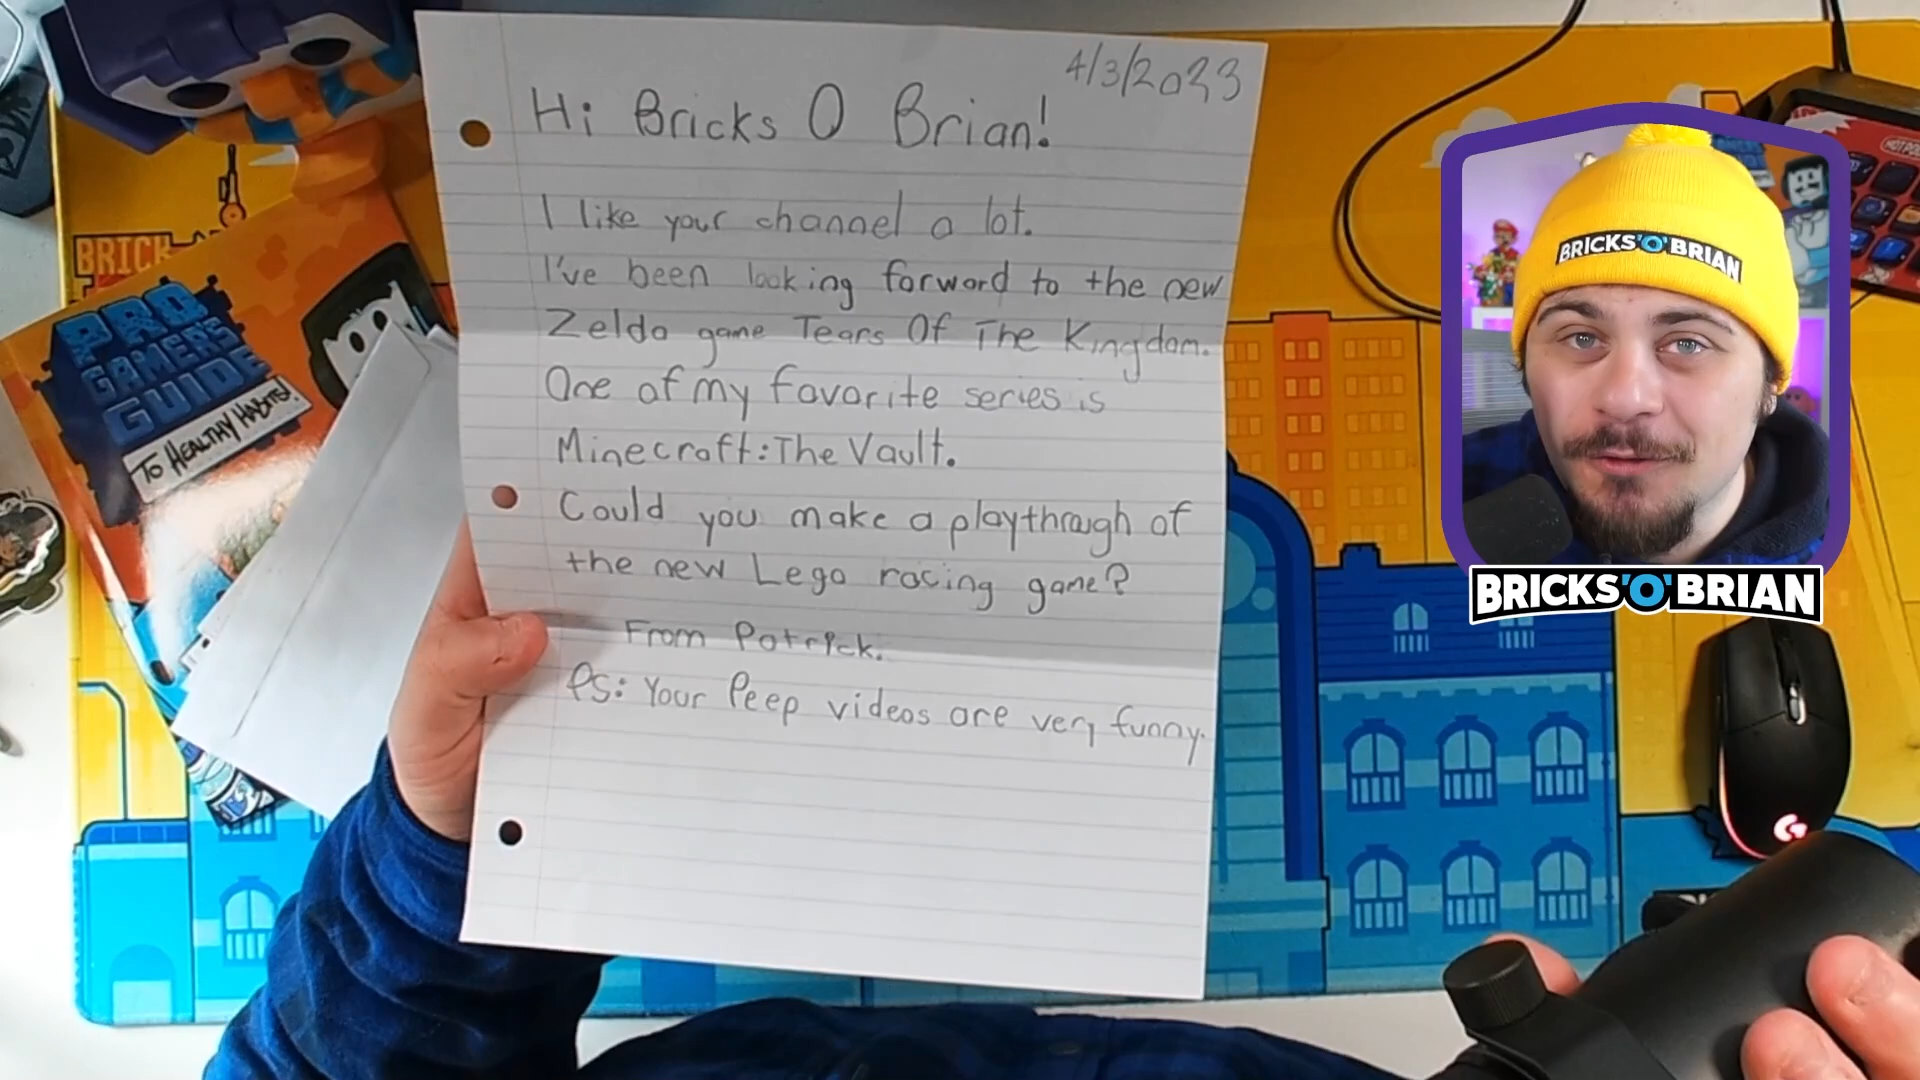 4/3/2023
Hi Bricks O Brian!
I like your channel a lot.
I've been looking forward to the new
Zelda game Tears Of The Kingdom.
One of my favorite series is
Minecraft: The Vault.
Could you make a playthrough of
the new Lego racing game?
From Patrick.
Ps: Your Peep videos are very funny.
BRICK
PRO
GAMER'S
GUIDE
TO HEALTHY HABITS!
BRICKS'O'BRIAN
BRICKS'O'BRIAN
G